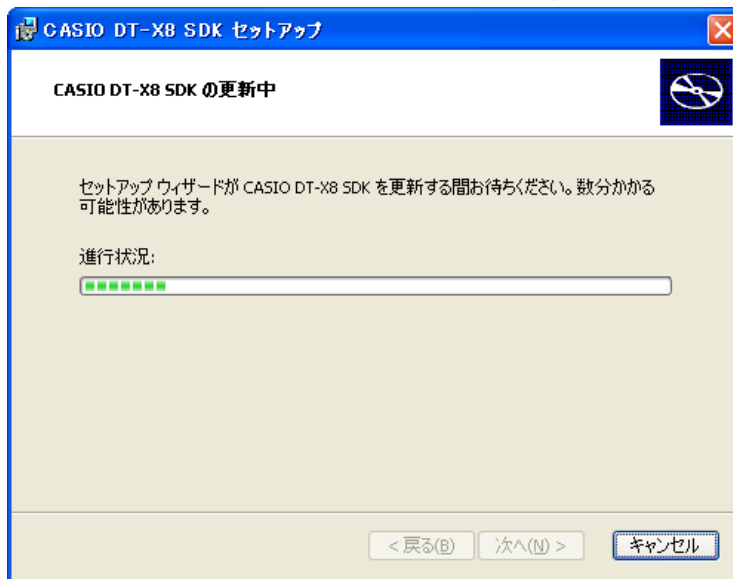 CASIO DT-X8 SDK セットアップ
CASIO DT-X8 SDK の更新中
セットアップ ウィザードが CASIO DT-X8 SDK を更新する間お待ちください。数分かかる
可能性があります。
進行状況:
< 戻る(B) 次へ(N) > キャンセル